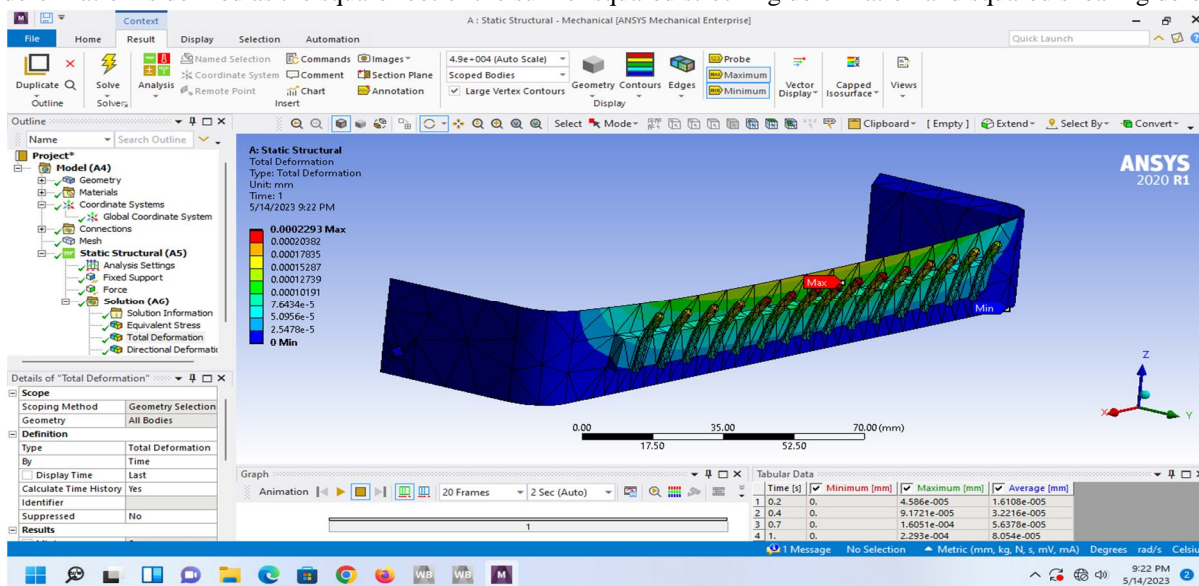 A : Static Structural - Mechanical [ANSYS Mechanical Enterprise]
Context
File Home Result Display Selection Automation
Quick Launch
Duplicate
Outline
Solve
Solver
Analysis
Named Selection
Coordinate System
Remote Point
Commands
Comment
Chart
Images
Section Plane
Annotation
Insert
4.9e+004 (Auto Scale)
Scoped Bodies
Large Vertex Contours
Geometry Contours Edges
Display
Probe
Maximum
Minimum
Vector Display
Capped Isosurface
Views
Outline
Name Search Outline
Select Mode Clipboard [ Empty ] Extend Select By Convert
Project*
Model (A4)
Geometry
Materials
Coordinate Systems
Global Coordinate System
Connections
Mesh
Static Structural (A5)
Analysis Settings
Fixed Support
Force
Solution (A6)
Solution Information
Equivalent Stress
Total Deformation
Directional Deformatic
A: Static Structural
Total Deformation
Type: Total Deformation
Unit: mm
Time: 1
5/14/2023 9:22 PM
0.0002293 Max
0.00020382
0.00017835
0.00015287
0.00012739
0.00010191
7.6434e-5
5.0956e-5
2.5478e-5
0 Min
ANSYS
2020 R1
Max
Min
Z
X
Y
0.00 35.00 70.00 (mm)
17.50 52.50
Details of "Total Deformation"
Scope
Scoping Method Geometry Selection
Geometry All Bodies
Definition
Type Total Deformation
By Time
Display Time Last
Calculate Time History Yes
Identifier
Suppressed No
Results
Graph
Animation 20 Frames 2 Sec (Auto)
1
Tabular Data
Time [s] Minimum [mm] Maximum [mm] Average [mm]
1 0.2 0. 4.586e-005 1.6108e-005
2 0.4 0. 9.1721e-005 3.2216e-005
3 0.7 0. 1.6051e-004 5.6378e-005
4 1. 0. 2.293e-004 8.054e-005
1 Message No Selection Metric (mm, kg, N, s, mV, mA) Degrees rad/s Celsiu
WB WB M
9:22 PM
5/14/2023